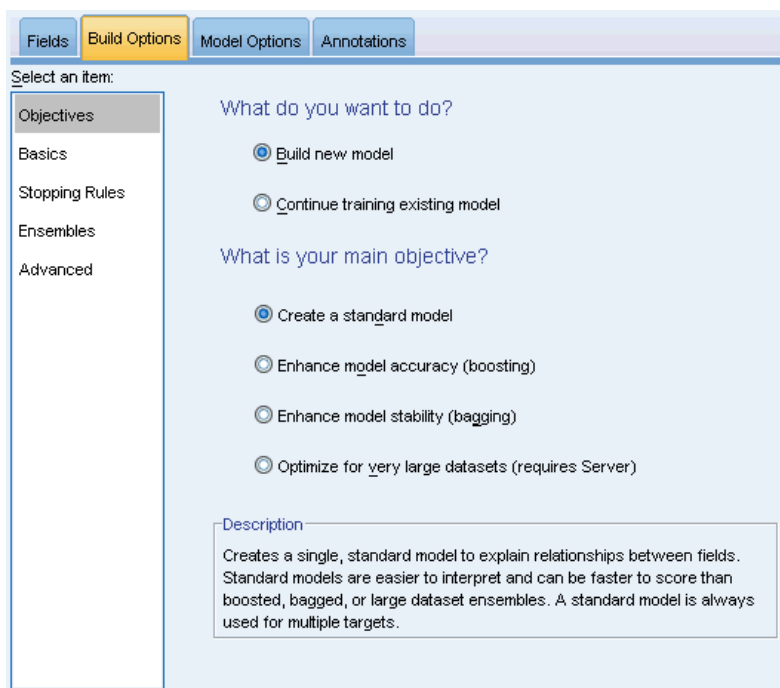 Fields Build Options Model Options Annotations
Select an item:
Objectives
Basics
Stopping Rules
Ensembles
Advanced
What do you want to do?
Build new model
Continue training existing model
What is your main objective?
Create a standard model
Enhance model accuracy (boosting)
Enhance model stability (bagging)
Optimize for very large datasets (requires Server)
Description
Creates a single, standard model to explain relationships between fields.
Standard models are easier to interpret and can be faster to score than
boosted, bagged, or large dataset ensembles. A standard model is always
used for multiple targets.